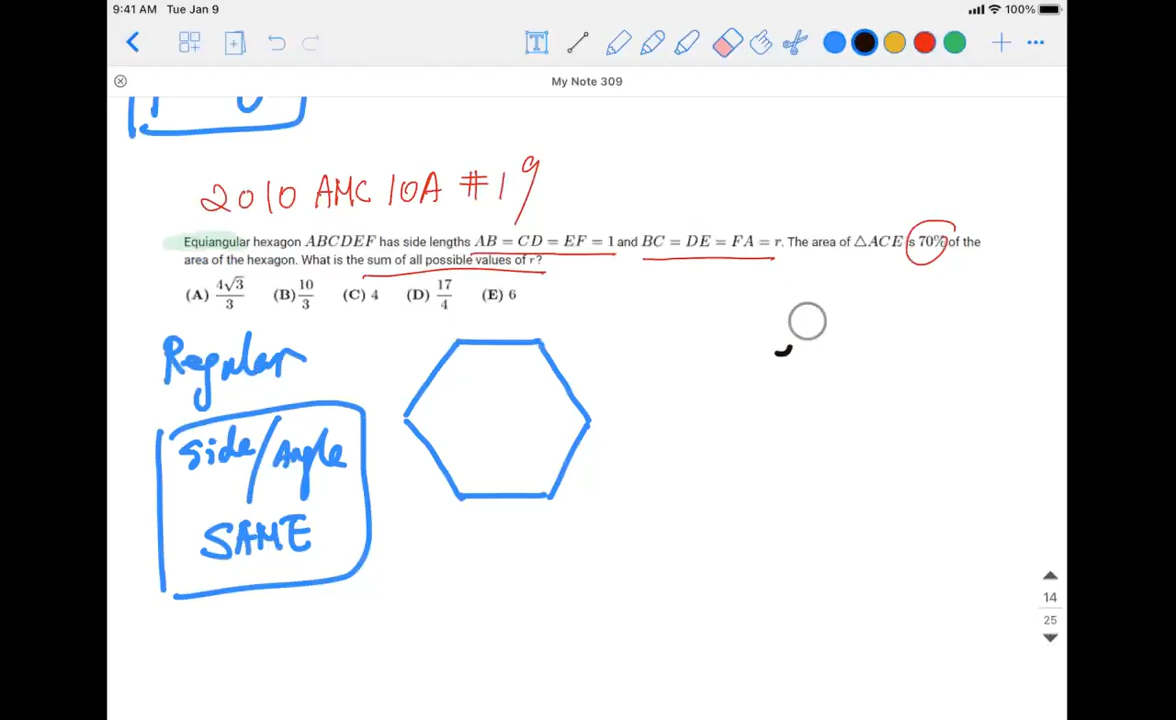 9:41 AM Tue Jan 9 100%
My Note 309
2010 AMC 10A #19
Equiangular hexagon ABCDEF has side lengths AB = CD = EF = 1 and BC = DE = FA = r. The area of △ACE is 70% of the
area of the hexagon. What is the sum of all possible values of r?
(A) 4√3/3 (B) 10/3 (C) 4 (D) 17/4 (E) 6
Regular
Side/Angle
SAME
14
25